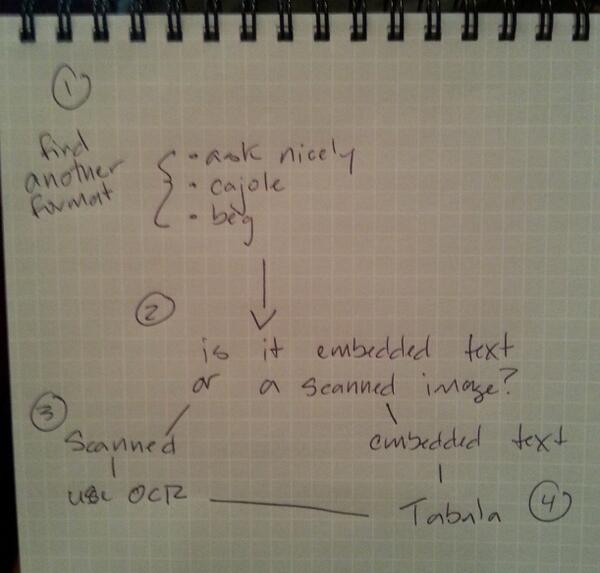 1
find
another
format
• ask nicely
• cajole
• beg
2
is it embedded text
or a scanned image?
3
Scanned
embedded text
use OCR
Tabula 4